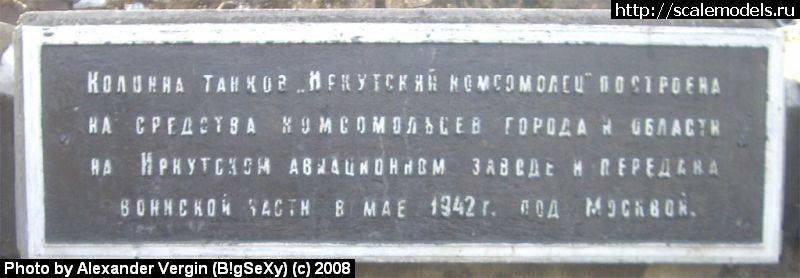 http://scalemodels.ru
Колонна танков „Иркутский комсомолец" построена
на средства комсомольцев города и области
на Иркутском авиационном заводе и передана
воинской части в мае 1942 г. под Москвой.
Photo by Alexander Vergin (B!gSeXy) (c) 2008